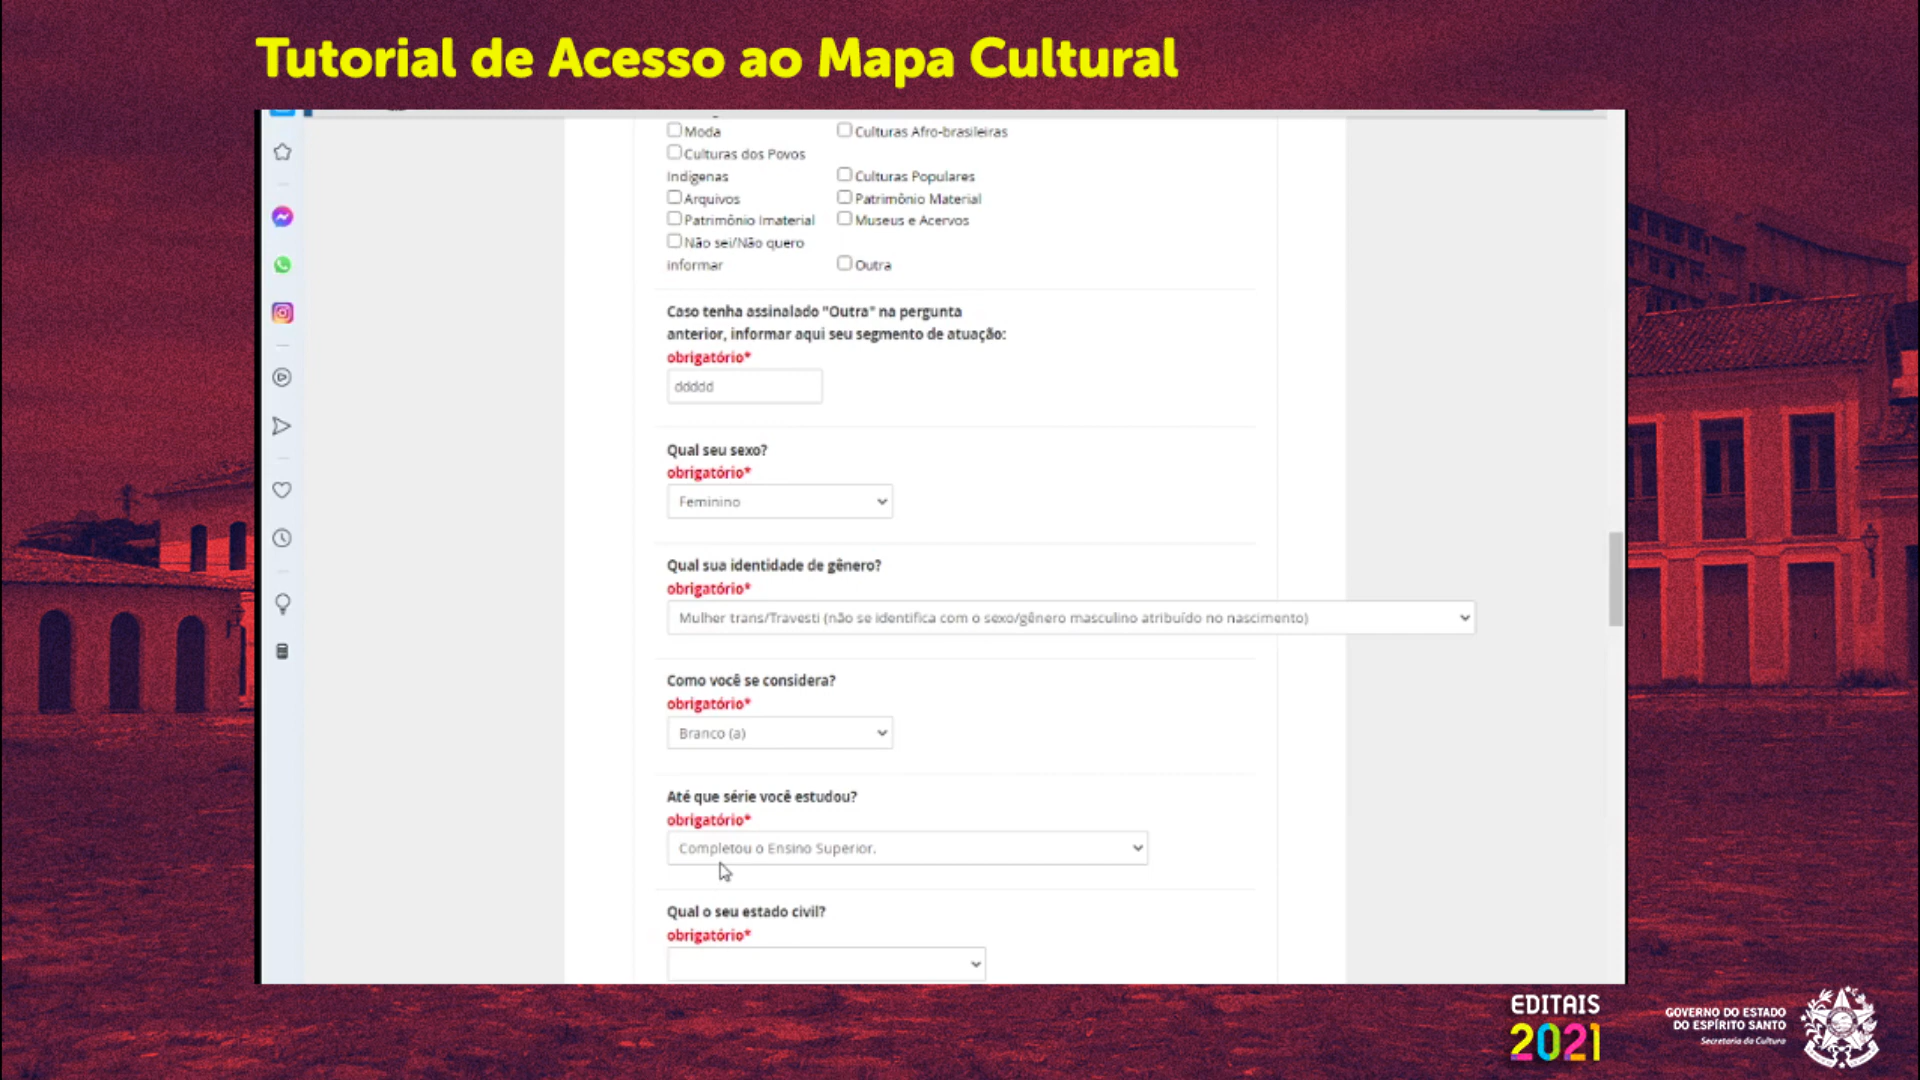 Tutorial de Acesso ao Mapa Cultural
Moda
Culturas Afro-brasileiras
Culturas dos Povos
Indígenas
Culturas Populares
Arquivos
Patrimônio Material
Patrimônio Imaterial
Museus e Acervos
Não sei/Não quero
informar
Outra
Caso tenha assinalado "Outra" na pergunta
anterior, informar aqui seu segmento de atuação:
obrigatório*
ddddd
Qual seu sexo?
obrigatório*
Feminino
Qual sua identidade de gênero?
obrigatório*
Mulher trans/Travesti (não se identifica com o sexo/gênero masculino atribuído no nascimento)
Como você se considera?
obrigatório*
Branco (a)
Até que série você estudou?
obrigatório*
Completou o Ensino Superior.
Qual o seu estado civil?
obrigatório*
EDITAIS
2021
GOVERNO DO ESTADO
DO ESPÍRITO SANTO
Secretaria da Cultura